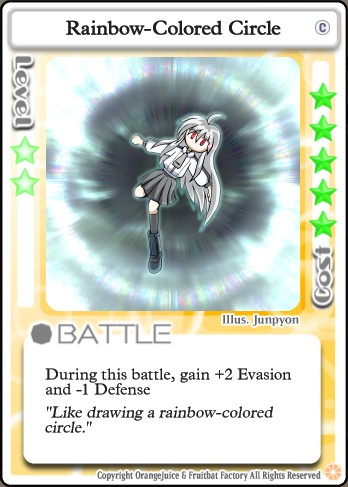 Rainbow-Colored Circle
C
Level
Cost
Illus. Junpyon
BATTLE
During this battle, gain +2 Evasion
and -1 Defense
"Like drawing a rainbow-colored
circle."
Copyright OrangeJuice & Fruitbat Factory All Rights Reserved